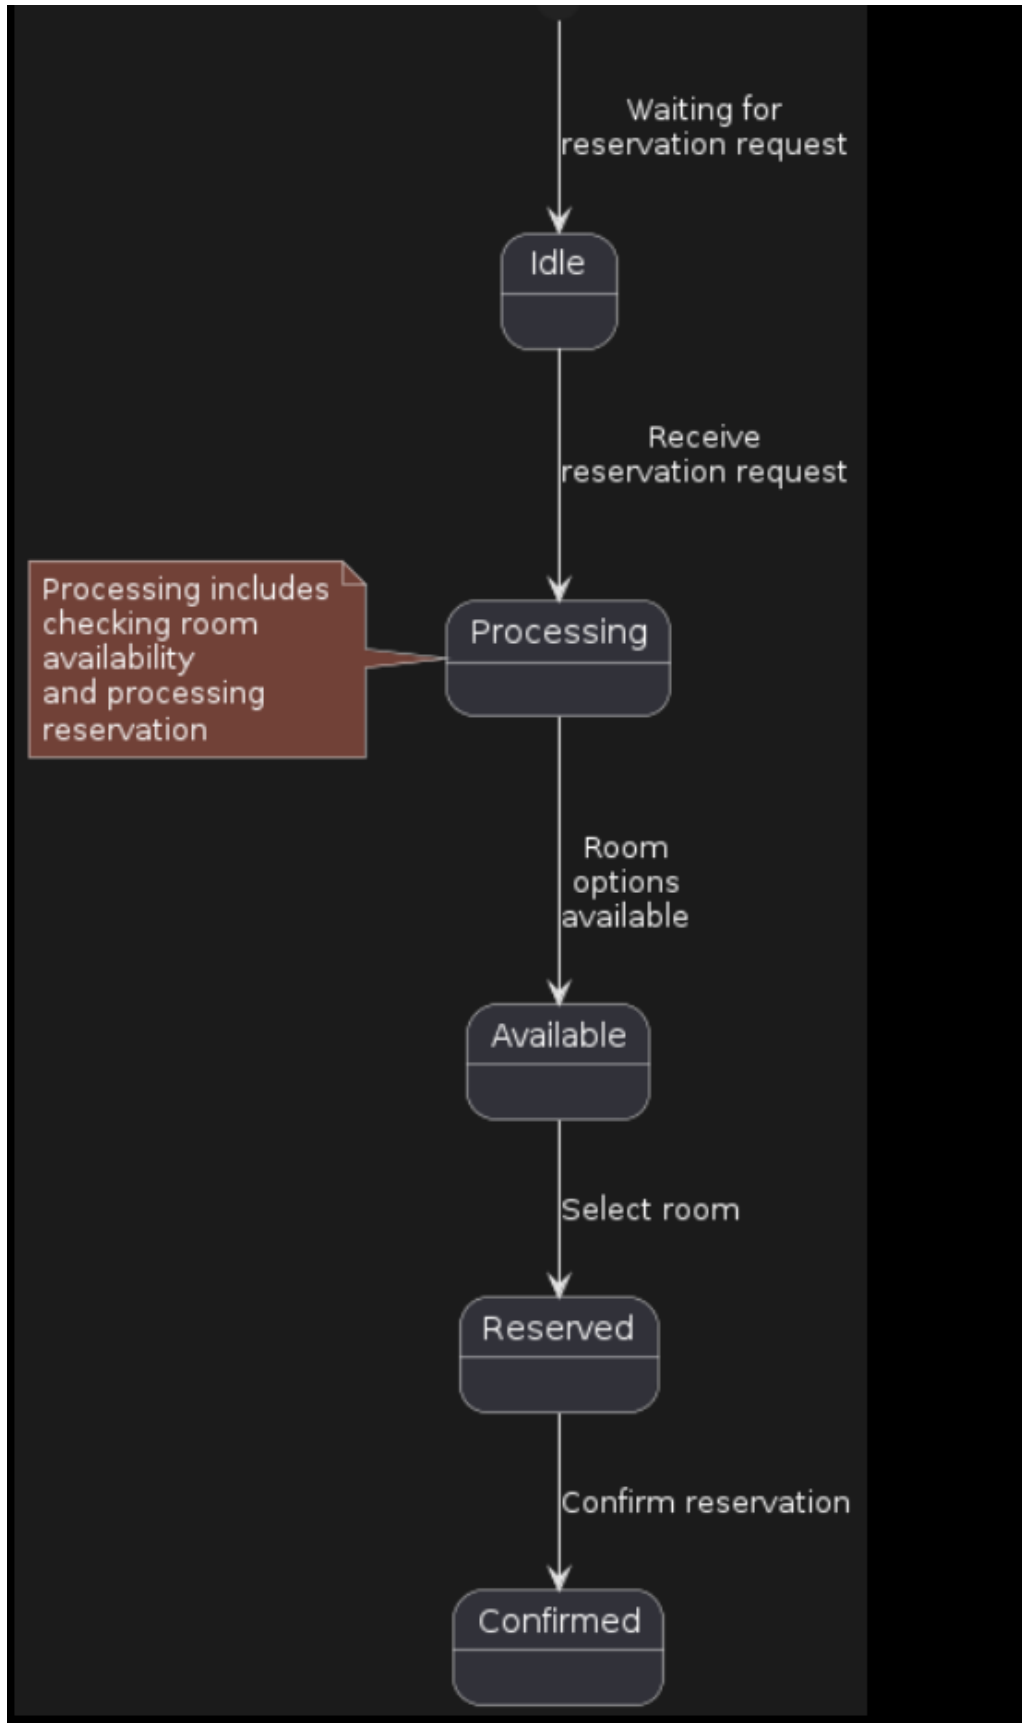 Waiting for
reservation request
Idle
Receive
reservation request
Processing includes
checking room
availability
and processing
reservation
Processing
Room
options
available
Available
Select room
Reserved
Confirm reservation
Confirmed